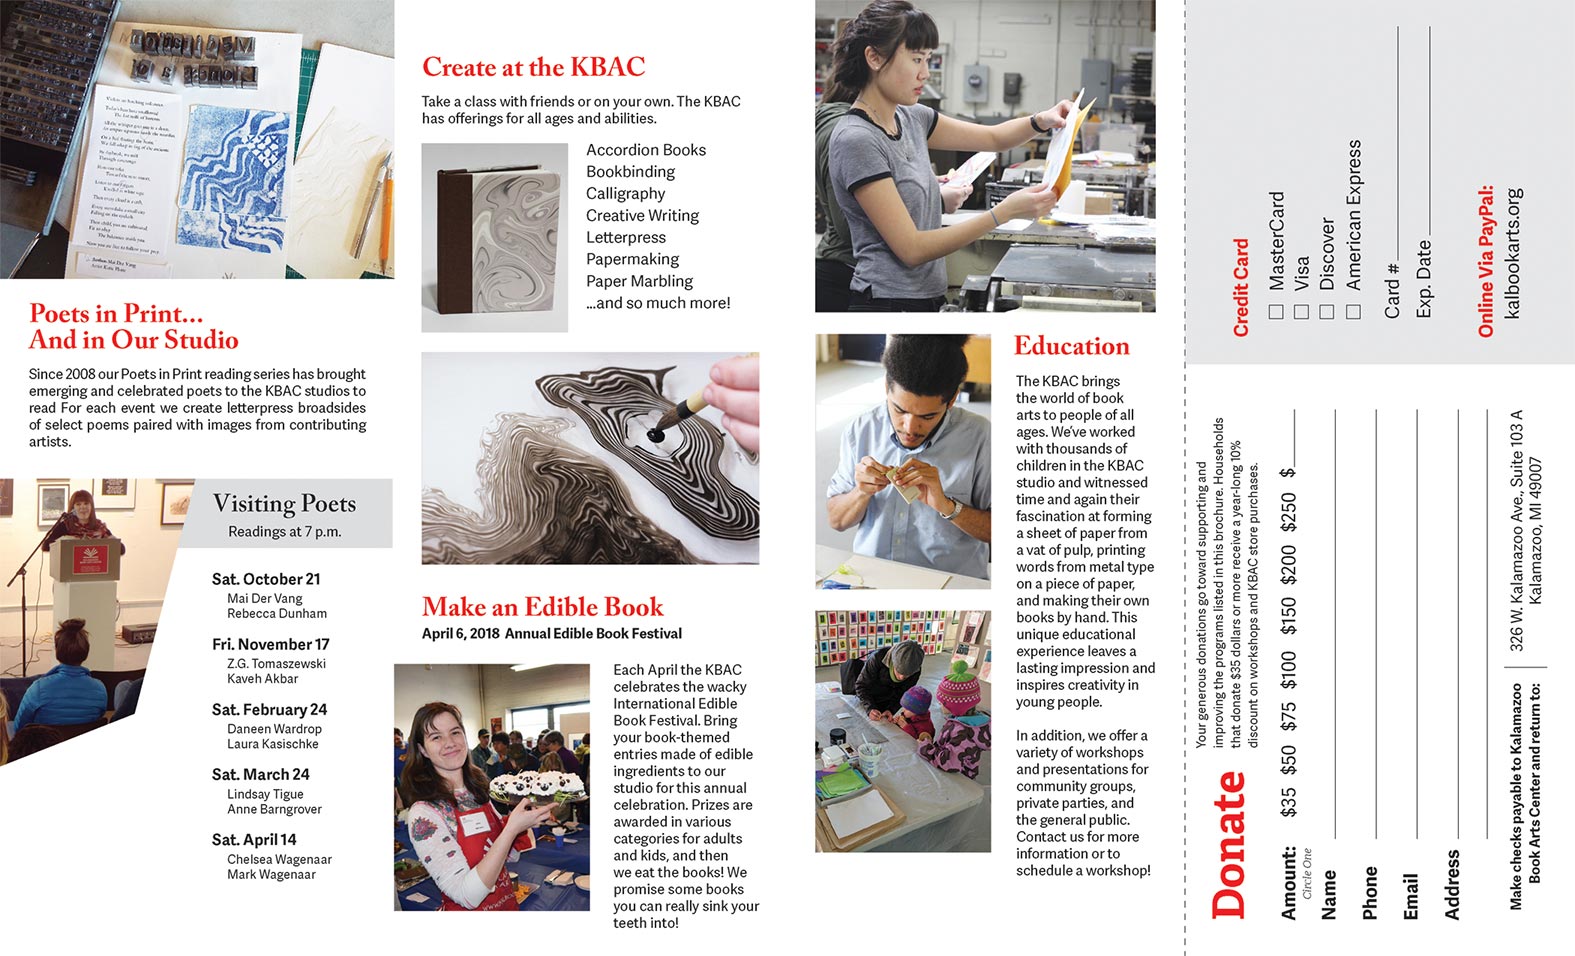 Poets in Print...
And in Our Studio
Since 2008 our Poets in Print reading series has brought
emerging and celebrated poets to the KBAC studios to
read For each event we create letterpress broadsides
of select poems paired with images from contributing
artists.
Visiting Poets
Readings at 7 p.m.
Sat. October 21
Mai Der Vang
Rebecca Dunham
Fri. November 17
Z.G. Tomaszewski
Kaveh Akbar
Sat. February 24
Daneen Wardrop
Laura Kasischke
Sat. March 24
Lindsay Tigue
Anne Barngrover
Sat. April 14
Chelsea Wagenaar
Mark Wagenaar
Create at the KBAC
Take a class with friends or on your own. The KBAC
has offerings for all ages and abilities.
Accordion Books
Bookbinding
Calligraphy
Creative Writing
Letterpress
Papermaking
Paper Marbling
...and so much more!
Make an Edible Book
April 6, 2018 Annual Edible Book Festival
Each April the KBAC
celebrates the wacky
International Edible
Book Festival. Bring
your book-themed
entries made of edible
ingredients to our
studio for this annual
celebration. Prizes are
awarded in various
categories for adults
and kids, and then
we eat the books! We
promise some books
you can really sink your
teeth into!
Education
The KBAC brings
the world of book
arts to people of all
ages. We've worked
with thousands of
children in the KBAC
studio and witnessed
time and again their
fascination at forming
a sheet of paper from
a vat of pulp, printing
words from metal type
on a piece of paper,
and making their own
books by hand. This
unique educational
experience leaves a
lasting impression and
inspires creativity in
young people.
In addition, we offer a
variety of workshops
and presentations for
community groups,
private parties, and
the general public.
Contact us for more
information or to
schedule a workshop!
Donate
Your generous donations go toward supporting and
improving the programs listed in this brochure. Households
that donate $35 dollars or more receive a year-long 10%
discount on workshops and KBAC store purchases.
Amount: $35 $50 $75 $100 $150 $200 $250 $
Circle One
Name
Phone
Email
Address
Make checks payable to Kalamazoo
Book Arts Center and return to:
326 W. Kalamazoo Ave., Suite 103 A
Kalamazoo, MI 49007
Credit Card
MasterCard
Visa
Discover
American Express
Card #
Exp. Date
Online Via PayPal:
kalbookarts.org